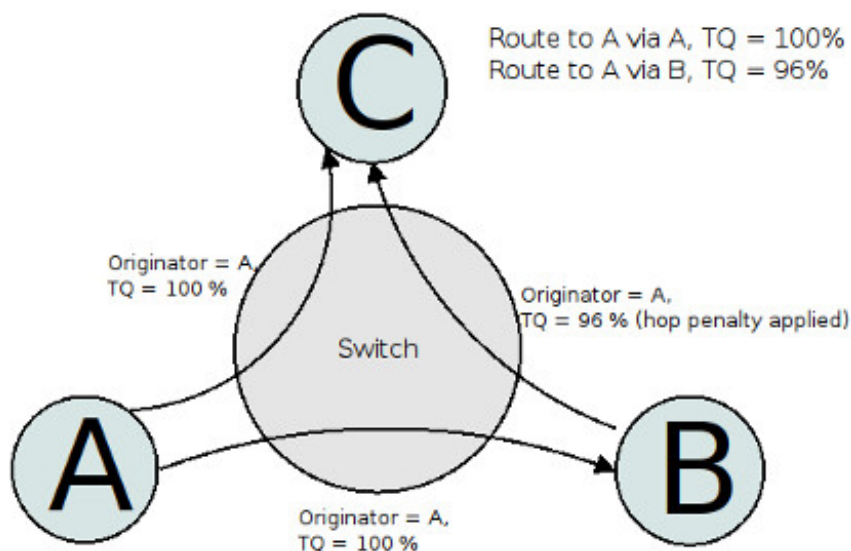 C
Route to A via A, TQ = 100%
Route to A via B, TQ = 96%
Originator = A,
TQ = 100 %
Originator = A,
TQ = 96 % (hop penalty applied)
Switch
A
B
Originator = A,
TQ = 100 %